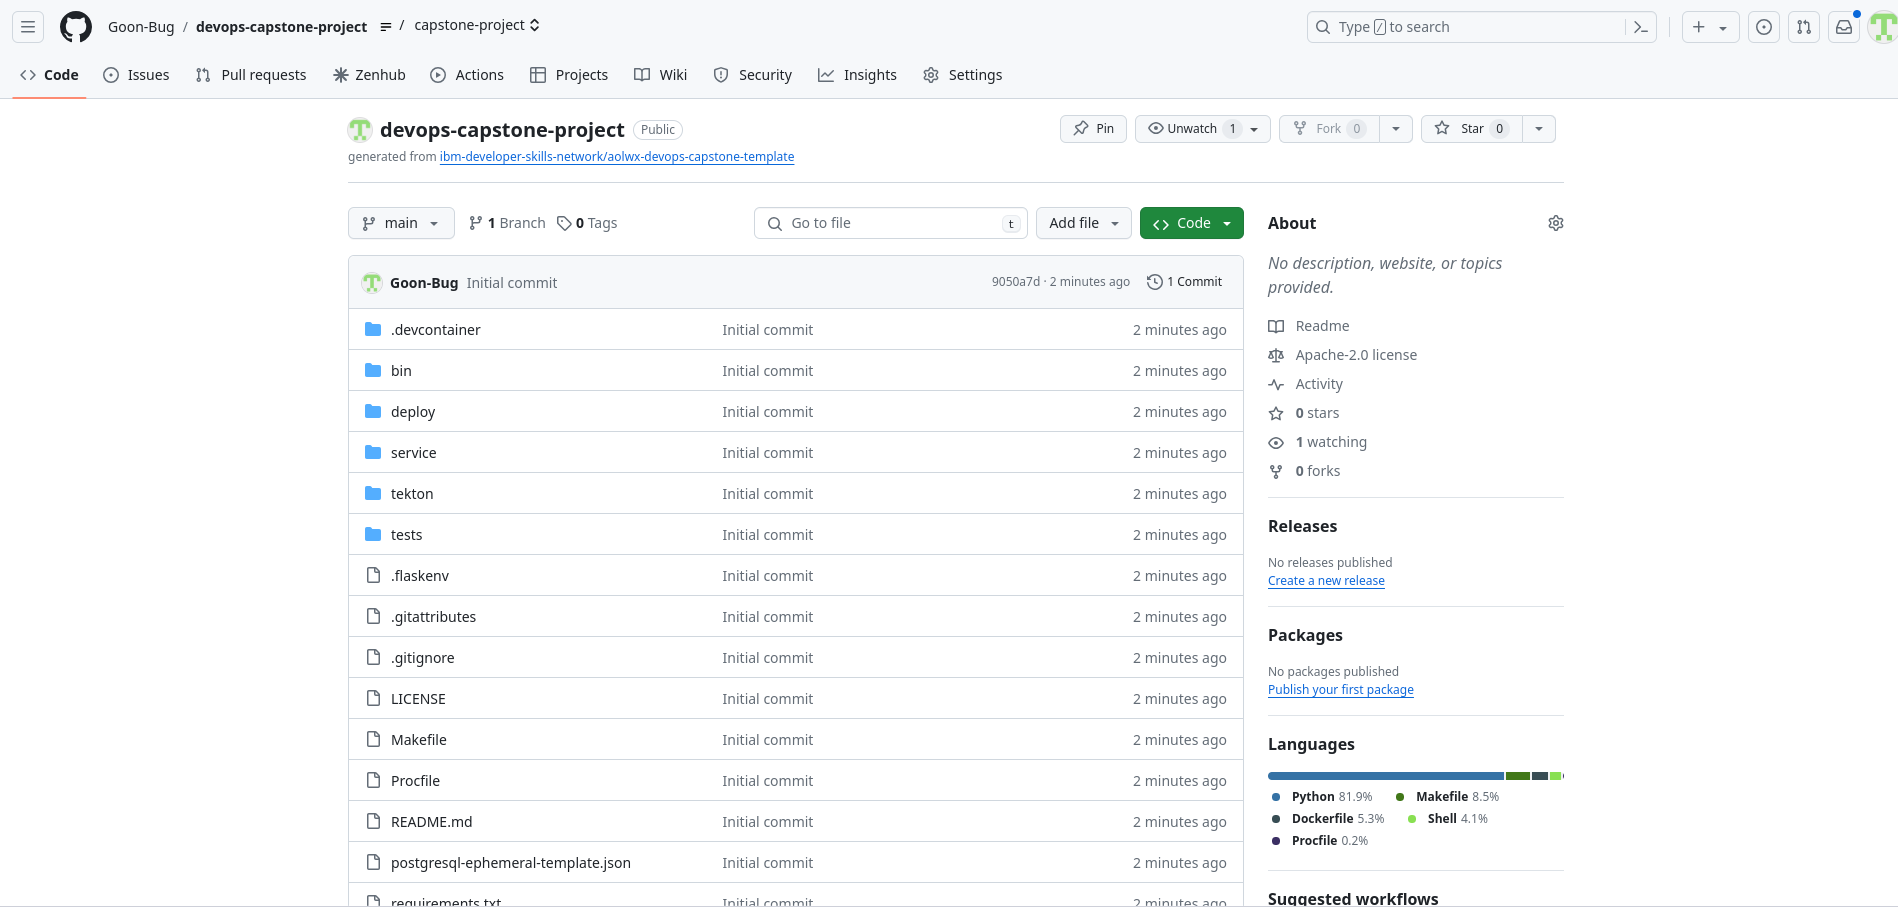 Goon-Bug / devops-capstone-project / capstone-project
Type / to search
Code Issues Pull requests Zenhub Actions Projects Wiki Security Insights Settings
devops-capstone-project Public
Pin Unwatch 1 Fork 0 Star 0
generated from ibm-developer-skills-network/aolwx-devops-capstone-template
main 1 Branch 0 Tags Go to file t Add file Code
Goon-Bug Initial commit 9050a7d · 2 minutes ago 1 Commit
.devcontainer Initial commit 2 minutes ago
bin Initial commit 2 minutes ago
deploy Initial commit 2 minutes ago
service Initial commit 2 minutes ago
tekton Initial commit 2 minutes ago
tests Initial commit 2 minutes ago
.flaskenv Initial commit 2 minutes ago
.gitattributes Initial commit 2 minutes ago
.gitignore Initial commit 2 minutes ago
LICENSE Initial commit 2 minutes ago
Makefile Initial commit 2 minutes ago
Procfile Initial commit 2 minutes ago
README.md Initial commit 2 minutes ago
postgresql-ephemeral-template.json Initial commit 2 minutes ago
requirements.txt Initial commit 2 minutes ago
About
No description, website, or topics
provided.
Readme
Apache-2.0 license
Activity
0 stars
1 watching
0 forks
Releases
No releases published
Create a new release
Packages
No packages published
Publish your first package
Languages
Python 81.9% Makefile 8.5%
Dockerfile 5.3% Shell 4.1%
Procfile 0.2%
Suggested workflows